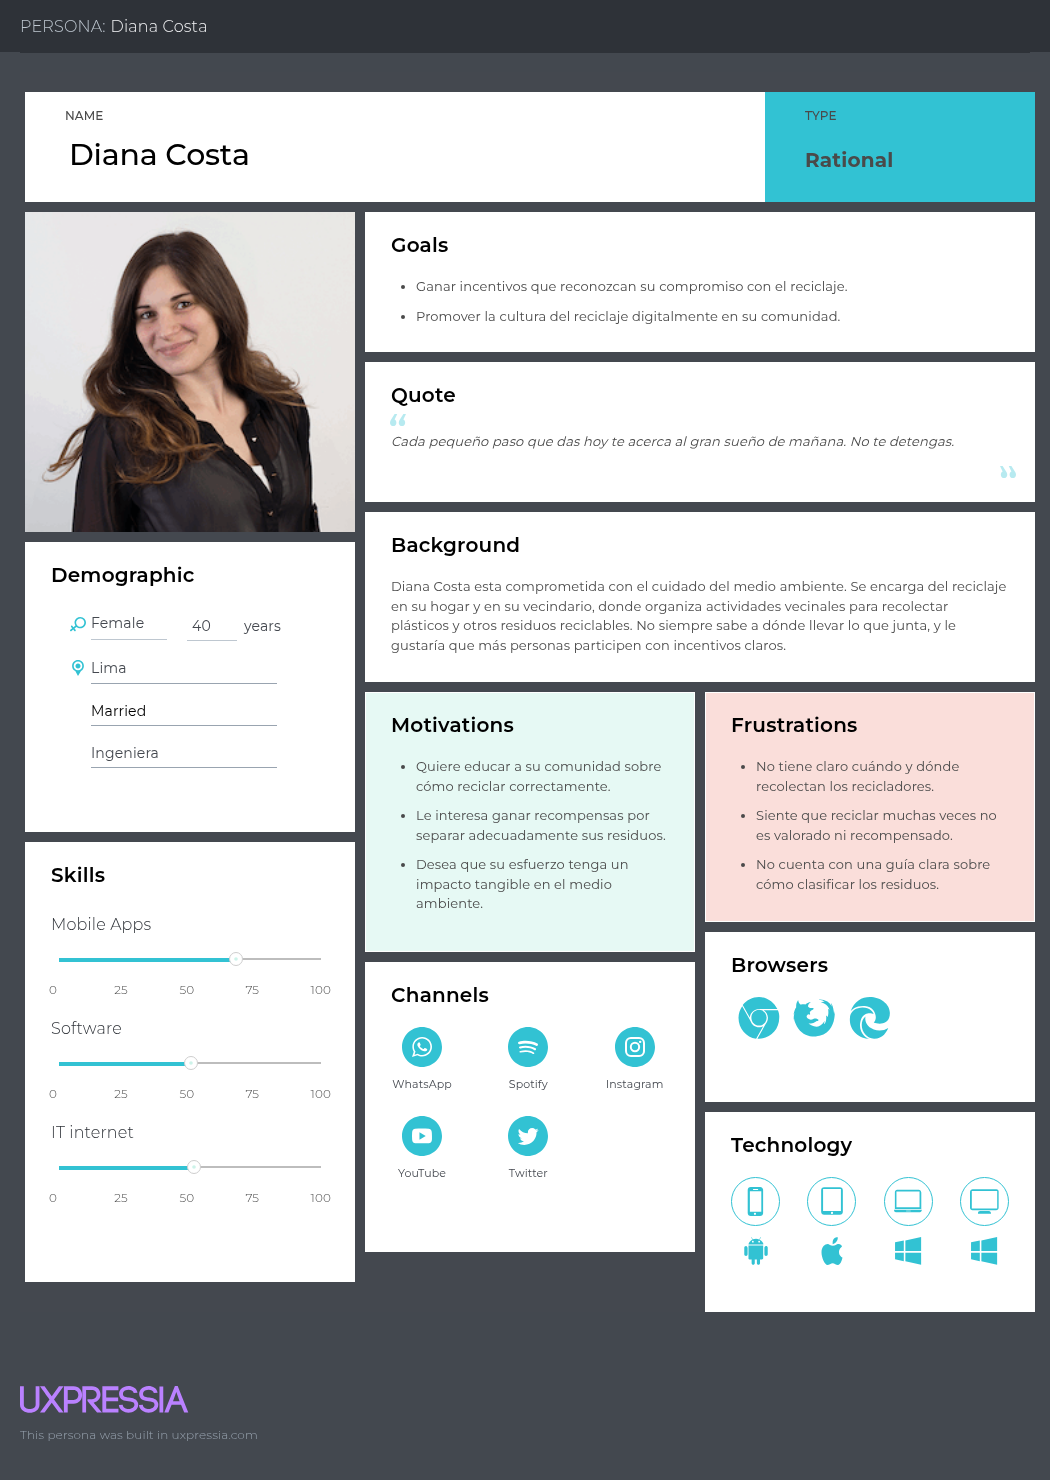 PERSONA: Diana Costa
NAME
Diana Costa
TYPE
Rational
Goals
Ganar incentivos que reconozcan su compromiso con el reciclaje.
Promover la cultura del reciclaje digitalmente en su comunidad.
Quote
“
Cada pequeño paso que das hoy te acerca al gran sueño de mañana. No te detengas.
”
Background
Diana Costa esta comprometida con el cuidado del medio ambiente. Se encarga del reciclaje
en su hogar y en su vecindario, donde organiza actividades vecinales para recolectar
plásticos y otros residuos reciclables. No siempre sabe a dónde llevar lo que junta, y le
gustaría que más personas participen con incentivos claros.
Demographic
Female 40 years
Lima
Married
Ingeniera
Skills
Mobile Apps
0 25 50 75 100
Software
0 25 50 75 100
IT internet
0 25 50 75 100
Motivations
Quiere educar a su comunidad sobre
cómo reciclar correctamente.
Le interesa ganar recompensas por
separar adecuadamente sus residuos.
Desea que su esfuerzo tenga un
impacto tangible en el medio
ambiente.
Frustrations
No tiene claro cuándo y dónde
recolectan los recicladores.
Siente que reciclar muchas veces no
es valorado ni recompensado.
No cuenta con una guía clara sobre
cómo clasificar los residuos.
Channels
WhatsApp Spotify Instagram
YouTube Twitter
Browsers
Technology
UXPRESSIA
This persona was built in uxpressia.com